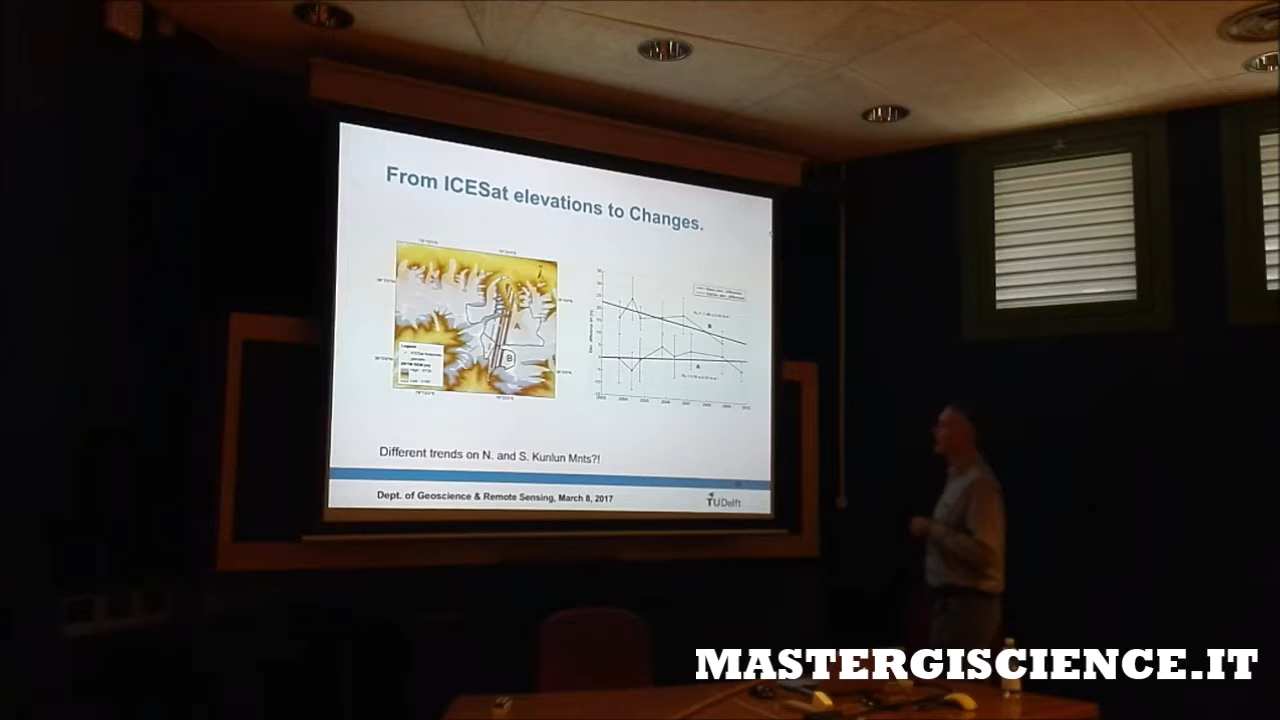 From ICESat elevations to Changes.
A
B
Legend
B
A
Different trends on N. and S. Kunlun Mnts?!
Dept. of Geoscience & Remote Sensing, March 8, 2017
TUDelft
MASTERGISCIENCE.IT